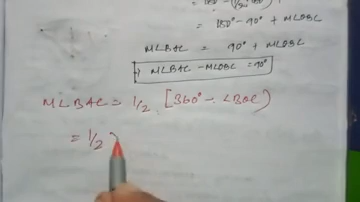 = 180° - 90° + M∠OBC
M∠BAC = 90° + M∠OBC
M∠BAC - M∠OBC = 90°
M∠BAC = 1/2 [360° - ∠BOC]
= 1/2